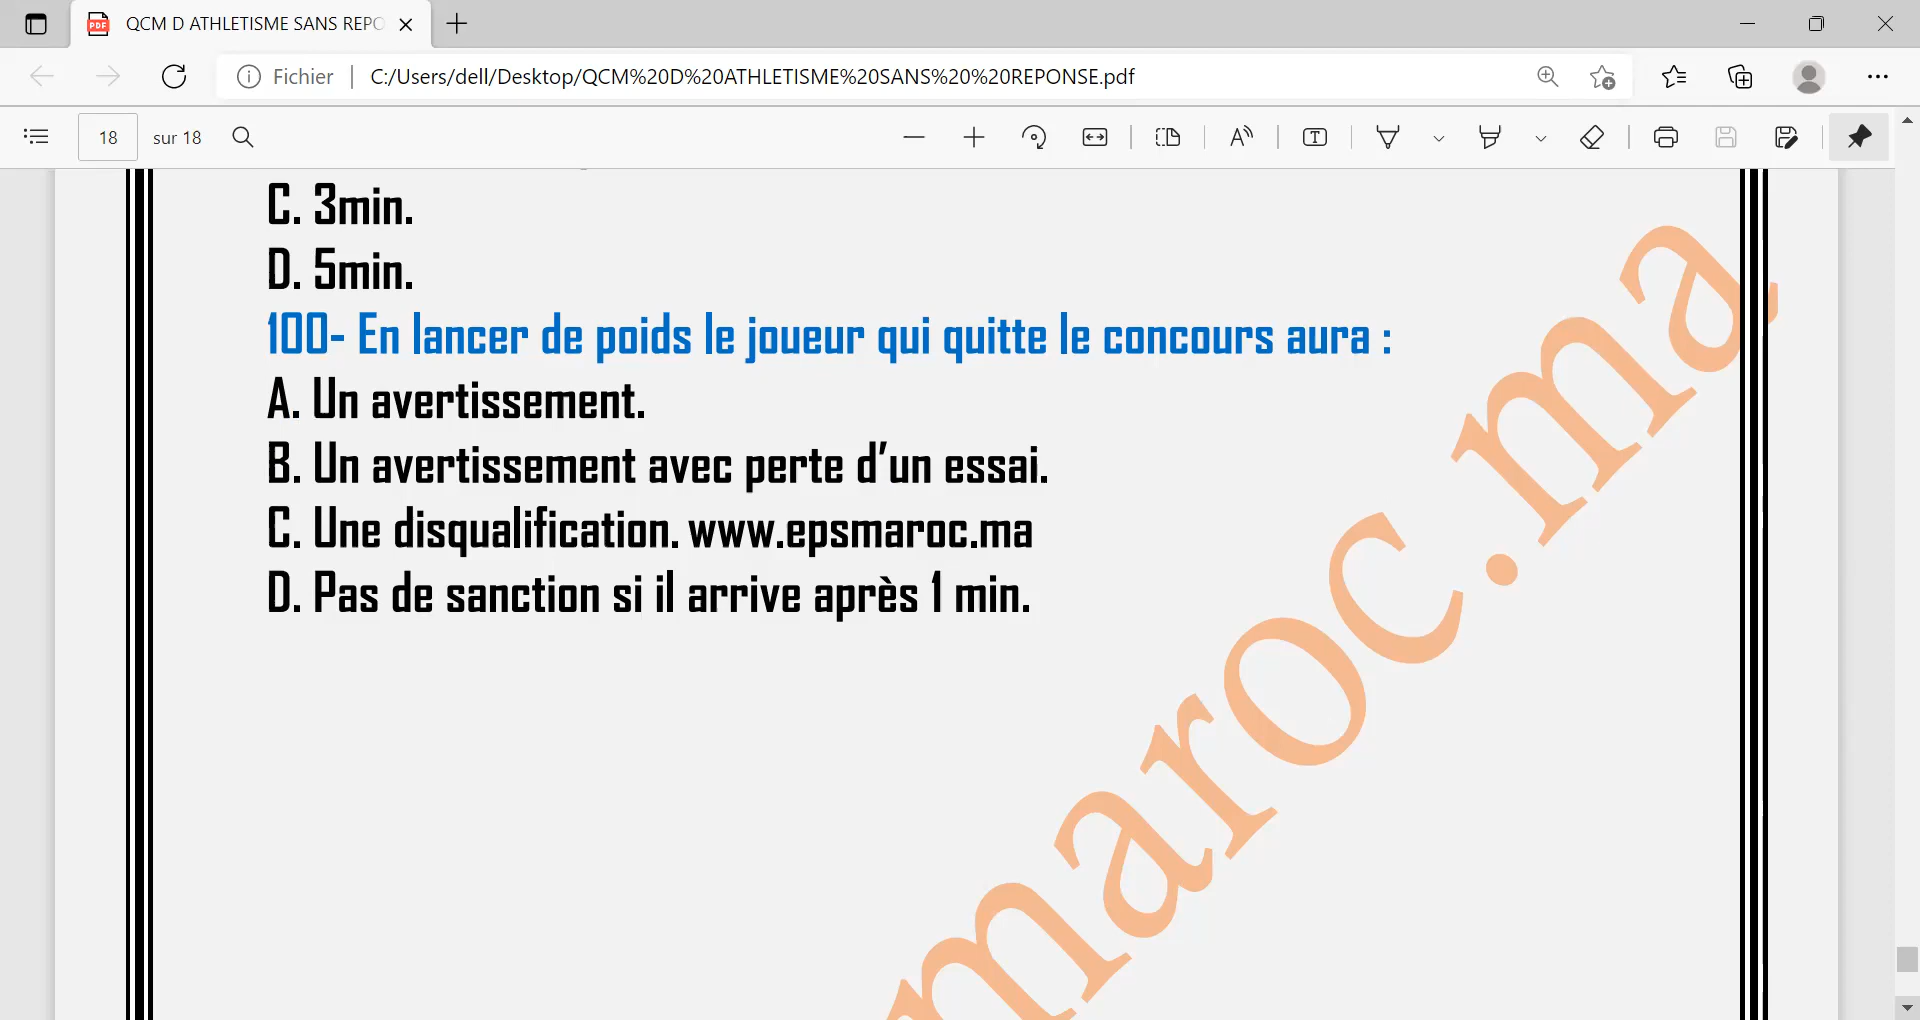 QCM D ATHLETISME SANS REPO
Fichier
C:/Users/dell/Desktop/QCM%20D%20ATHLETISME%20SANS%20%20REPONSE.pdf
18 sur 18
C. 3min.
D. 5min.
100- En lancer de poids le joueur qui quitte le concours aura :
A. Un avertissement.
B. Un avertissement avec perte d’un essai.
C. Une disqualification. www.epsmaroc.ma
D. Pas de sanction si il arrive après 1 min.
maroc.ma